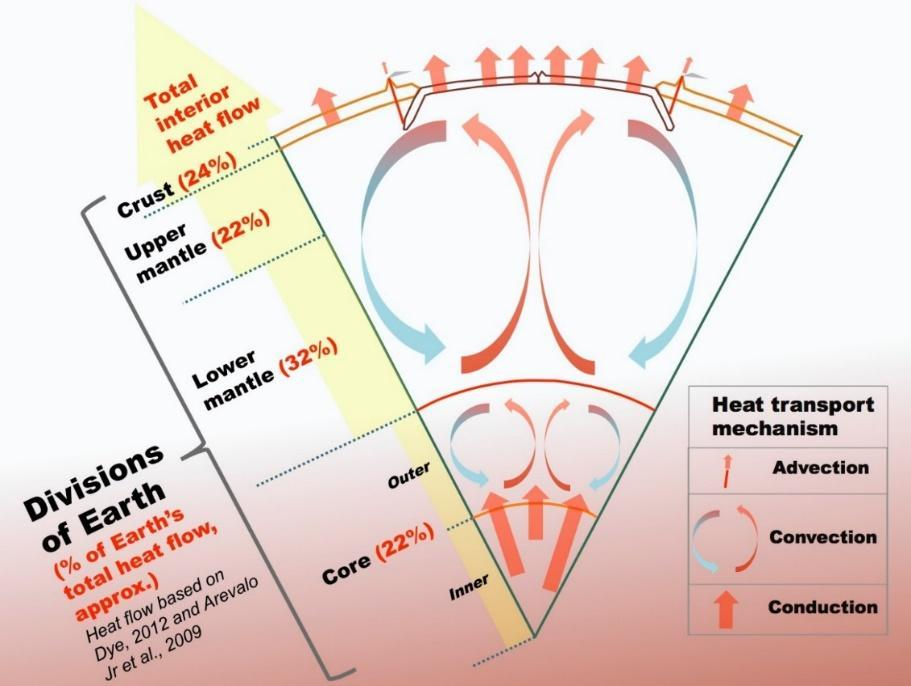 Total
interior
heat flow
Crust (24%)
Upper
mantle (22%)
Lower
mantle (32%)
Outer
Core (22%)
Inner
Divisions
of Earth
(% of Earth's
total heat flow,
approx.)
Heat flow based on
Dye, 2012 and Arevalo
Jr et al., 2009
Heat transport
mechanism
Advection
Convection
Conduction